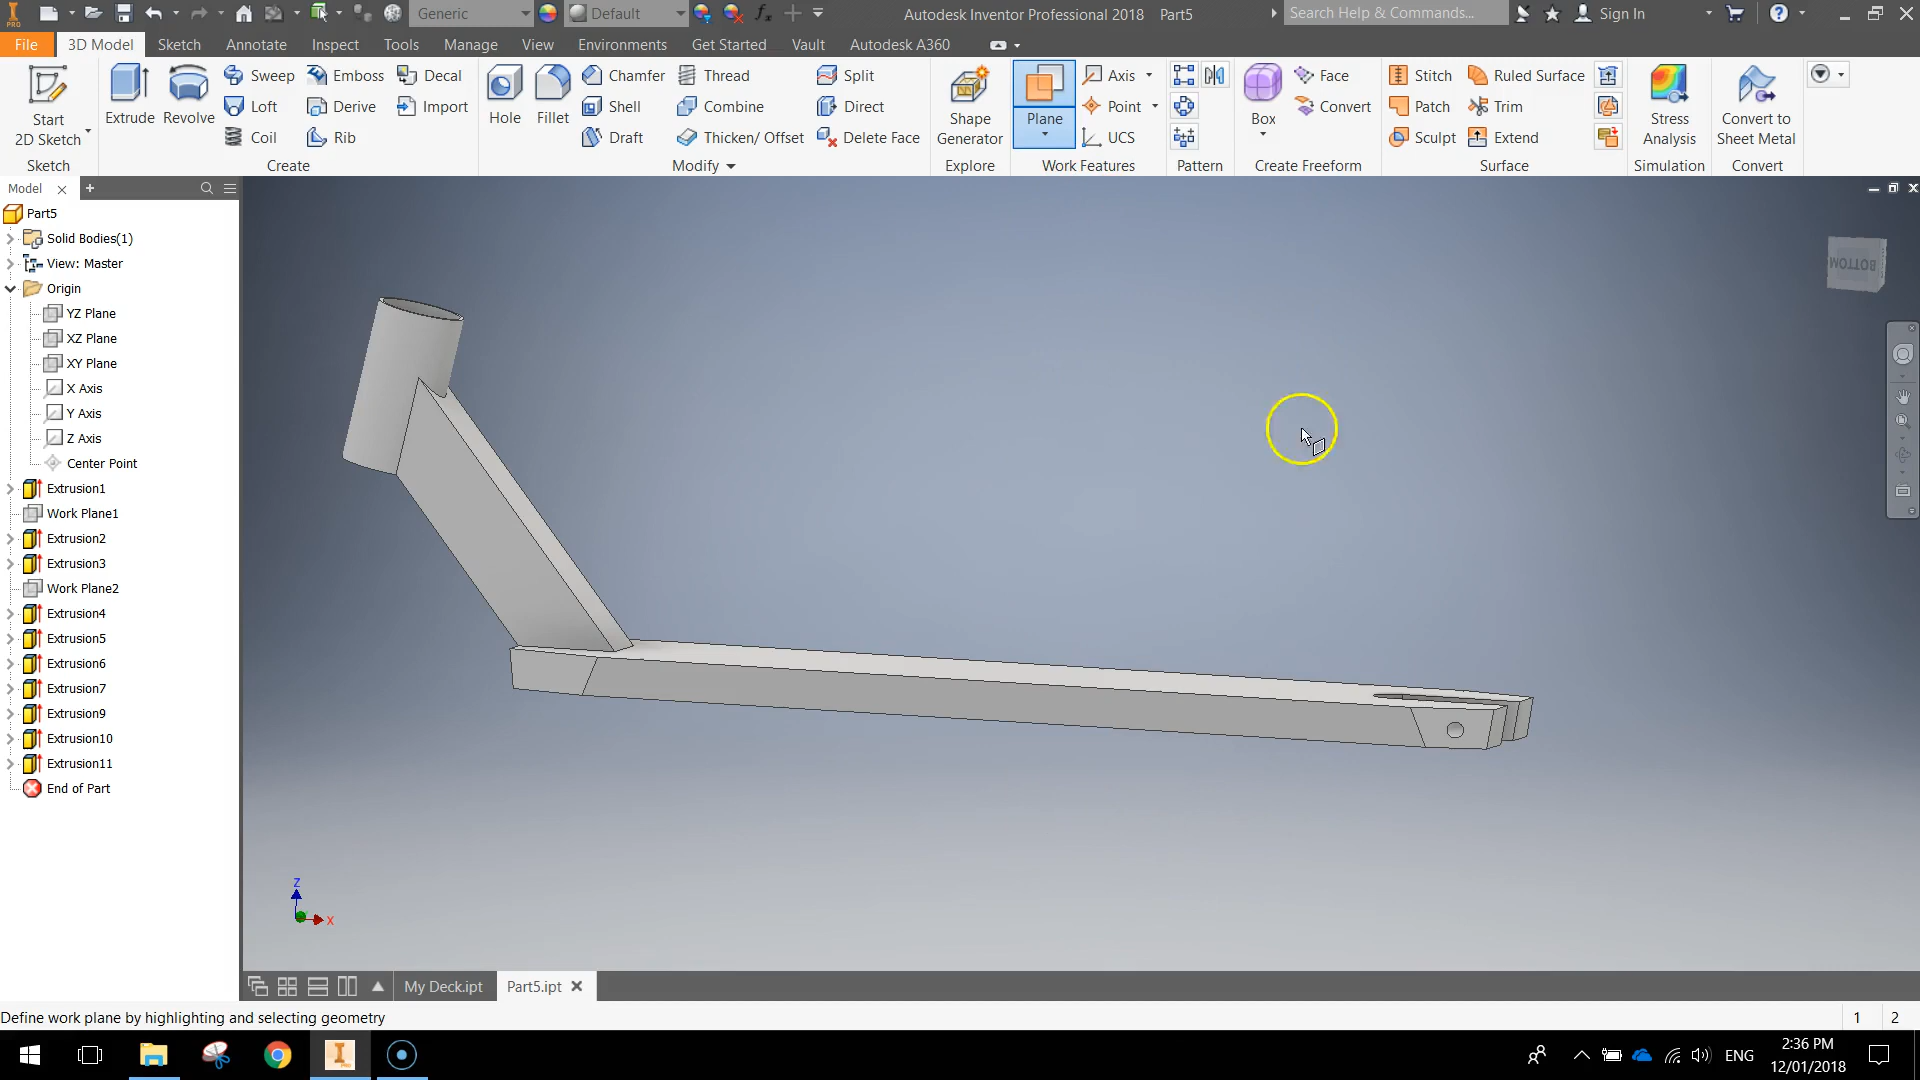 PRO
Generic
Default
Autodesk Inventor Professional 2018 Part5
Search Help & Commands...
Sign In
File
3D Model
Sketch
Annotate
Inspect
Tools
Manage
View
Environments
Get Started
Vault
Autodesk A360
Start
2D Sketch
Sketch
Extrude
Revolve
Sweep
Loft
Coil
Emboss
Derive
Rib
Decal
Import
Create
Hole
Fillet
Chamfer
Shell
Draft
Thread
Combine
Thicken/ Offset
Split
Direct
Delete Face
Modify
Shape
Generator
Explore
Plane
Axis
Point
UCS
Work Features
Pattern
Box
Face
Convert
Create Freeform
Stitch
Patch
Sculpt
Ruled Surface
Trim
Extend
Surface
Stress
Analysis
Simulation
Convert to
Sheet Metal
Convert
Model
Part5
Solid Bodies(1)
View: Master
Origin
YZ Plane
XZ Plane
XY Plane
X Axis
Y Axis
Z Axis
Center Point
Extrusion1
Work Plane1
Extrusion2
Extrusion3
Work Plane2
Extrusion4
Extrusion5
Extrusion6
Extrusion7
Extrusion9
Extrusion10
Extrusion11
End of Part
BOTTOM
Z
X
My Deck.ipt
Part5.ipt
Define work plane by highlighting and selecting geometry
1
2
ENG
2:36 PM
12/01/2018